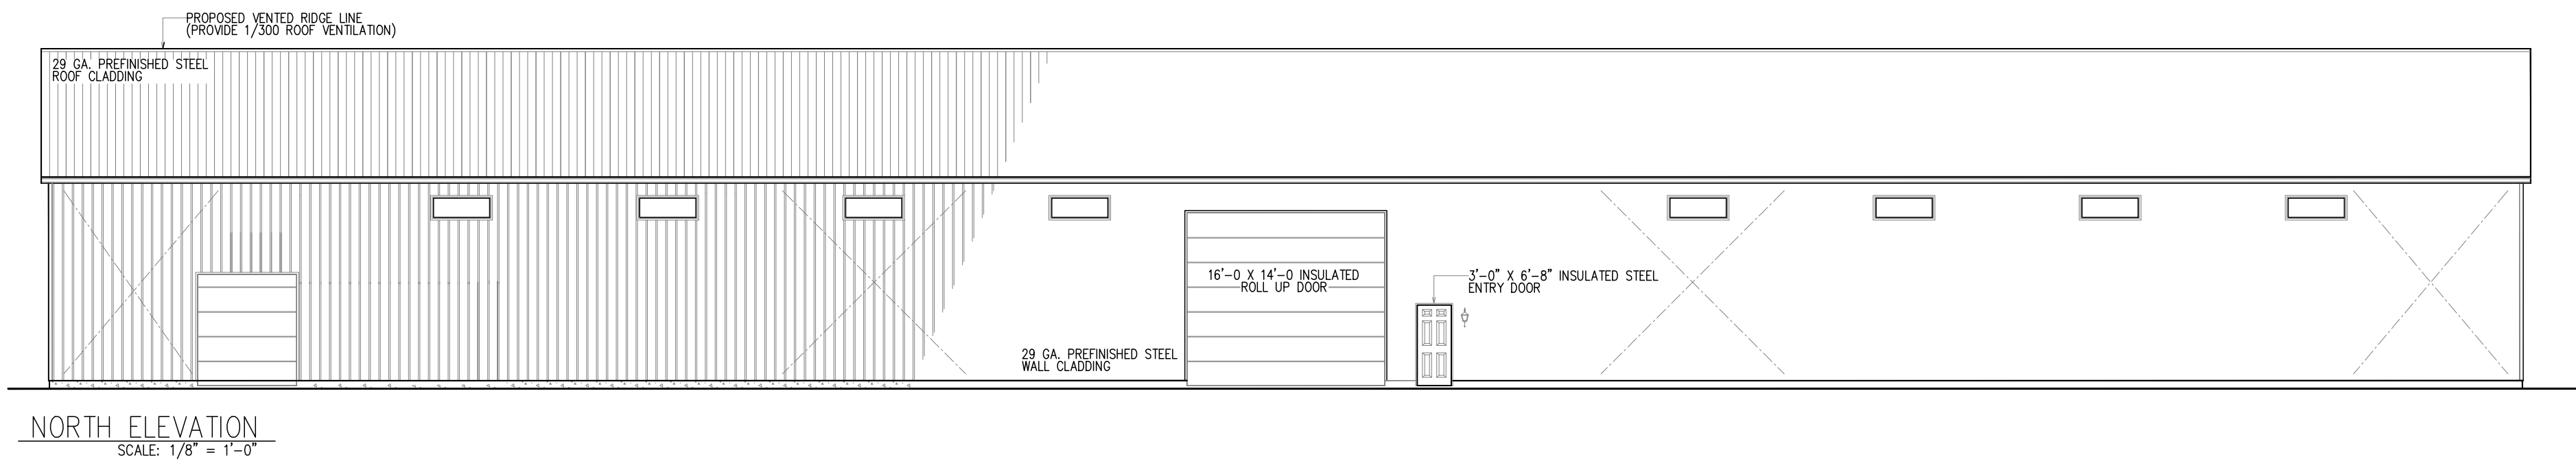 PROPOSED VENTED RIDGE LINE
(PROVIDE 1/300 ROOF VENTILATION)
29 GA. PREFINISHED STEEL
ROOF CLADDING
16'-0 X 14'-0 INSULATED
ROLL UP DOOR
3'-0" X 6'-8" INSULATED STEEL
ENTRY DOOR
29 GA. PREFINISHED STEEL
WALL CLADDING
NORTH ELEVATION
SCALE: 1/8" = 1'-0"